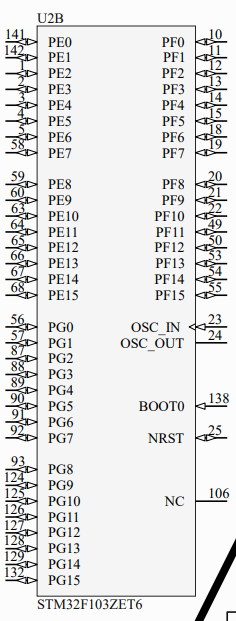 U2B
141 PE0 PF0 10
142 PE1 PF1 11
1 PE2 PF2 12
2 PE3 PF3 13
3 PE4 PF4 14
4 PE5 PF5 15
5 PE6 PF6 18
58 PE7 PF7 19
59 PE8 PF8 20
60 PE9 PF9 21
63 PE10 PF10 22
64 PE11 PF11 49
65 PE12 PF12 50
66 PE13 PF13 53
67 PE14 PF14 54
68 PE15 PF15 55
56 PG0 OSC_IN 23
57 PG1 OSC_OUT 24
87 PG2
88 PG3
89 PG4
90 PG5 BOOT0 138
91 PG6
92 PG7 NRST 25
93 PG8
124 PG9
125 PG10 NC 106
126 PG11
127 PG12
128 PG13
129 PG14
132 PG15
STM32F103ZET6